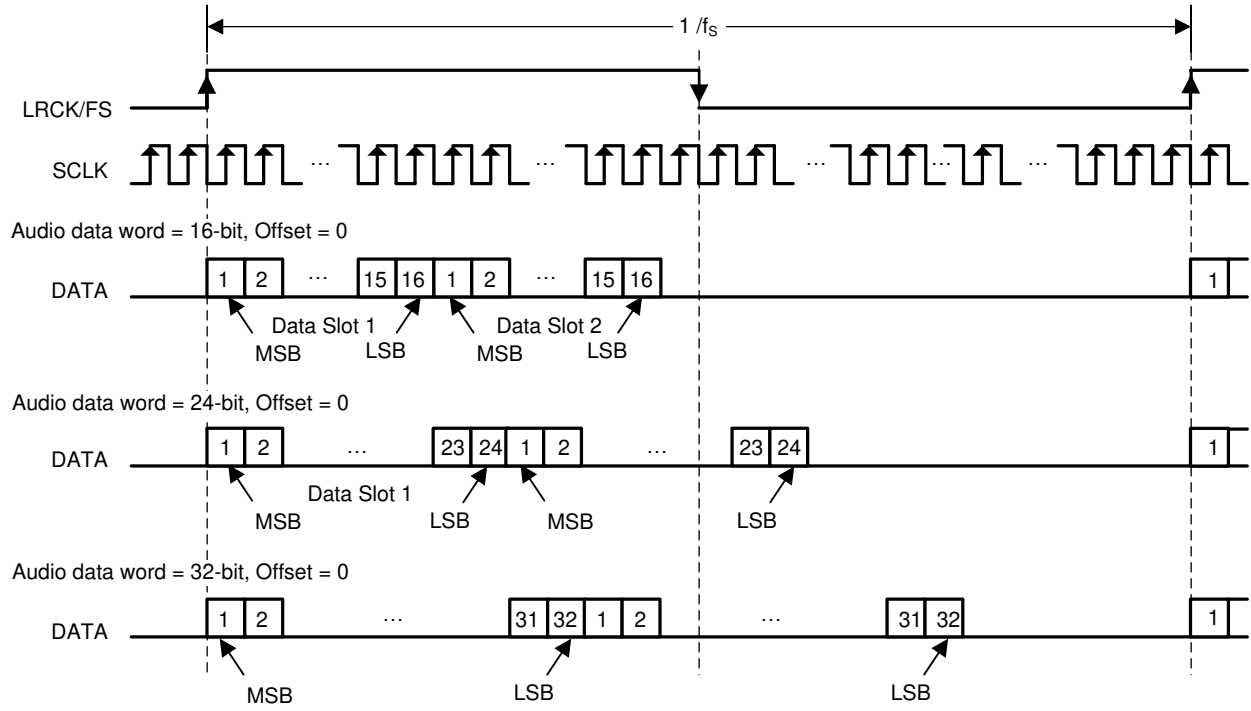 1 /fS
LRCK/FS
SCLK
... ... ... ... ...
Audio data word = 16-bit, Offset = 0
DATA
1 2 ... 15 16 1 2 ... 15 16 1
Data Slot 1 Data Slot 2
MSB LSB MSB LSB
Audio data word = 24-bit, Offset = 0
DATA
1 2 ... 23 24 1 2 ... 23 24 1
Data Slot 1
MSB LSB MSB LSB
Audio data word = 32-bit, Offset = 0
DATA
1 2 ... 31 32 1 2 ... 31 32 1
MSB LSB LSB